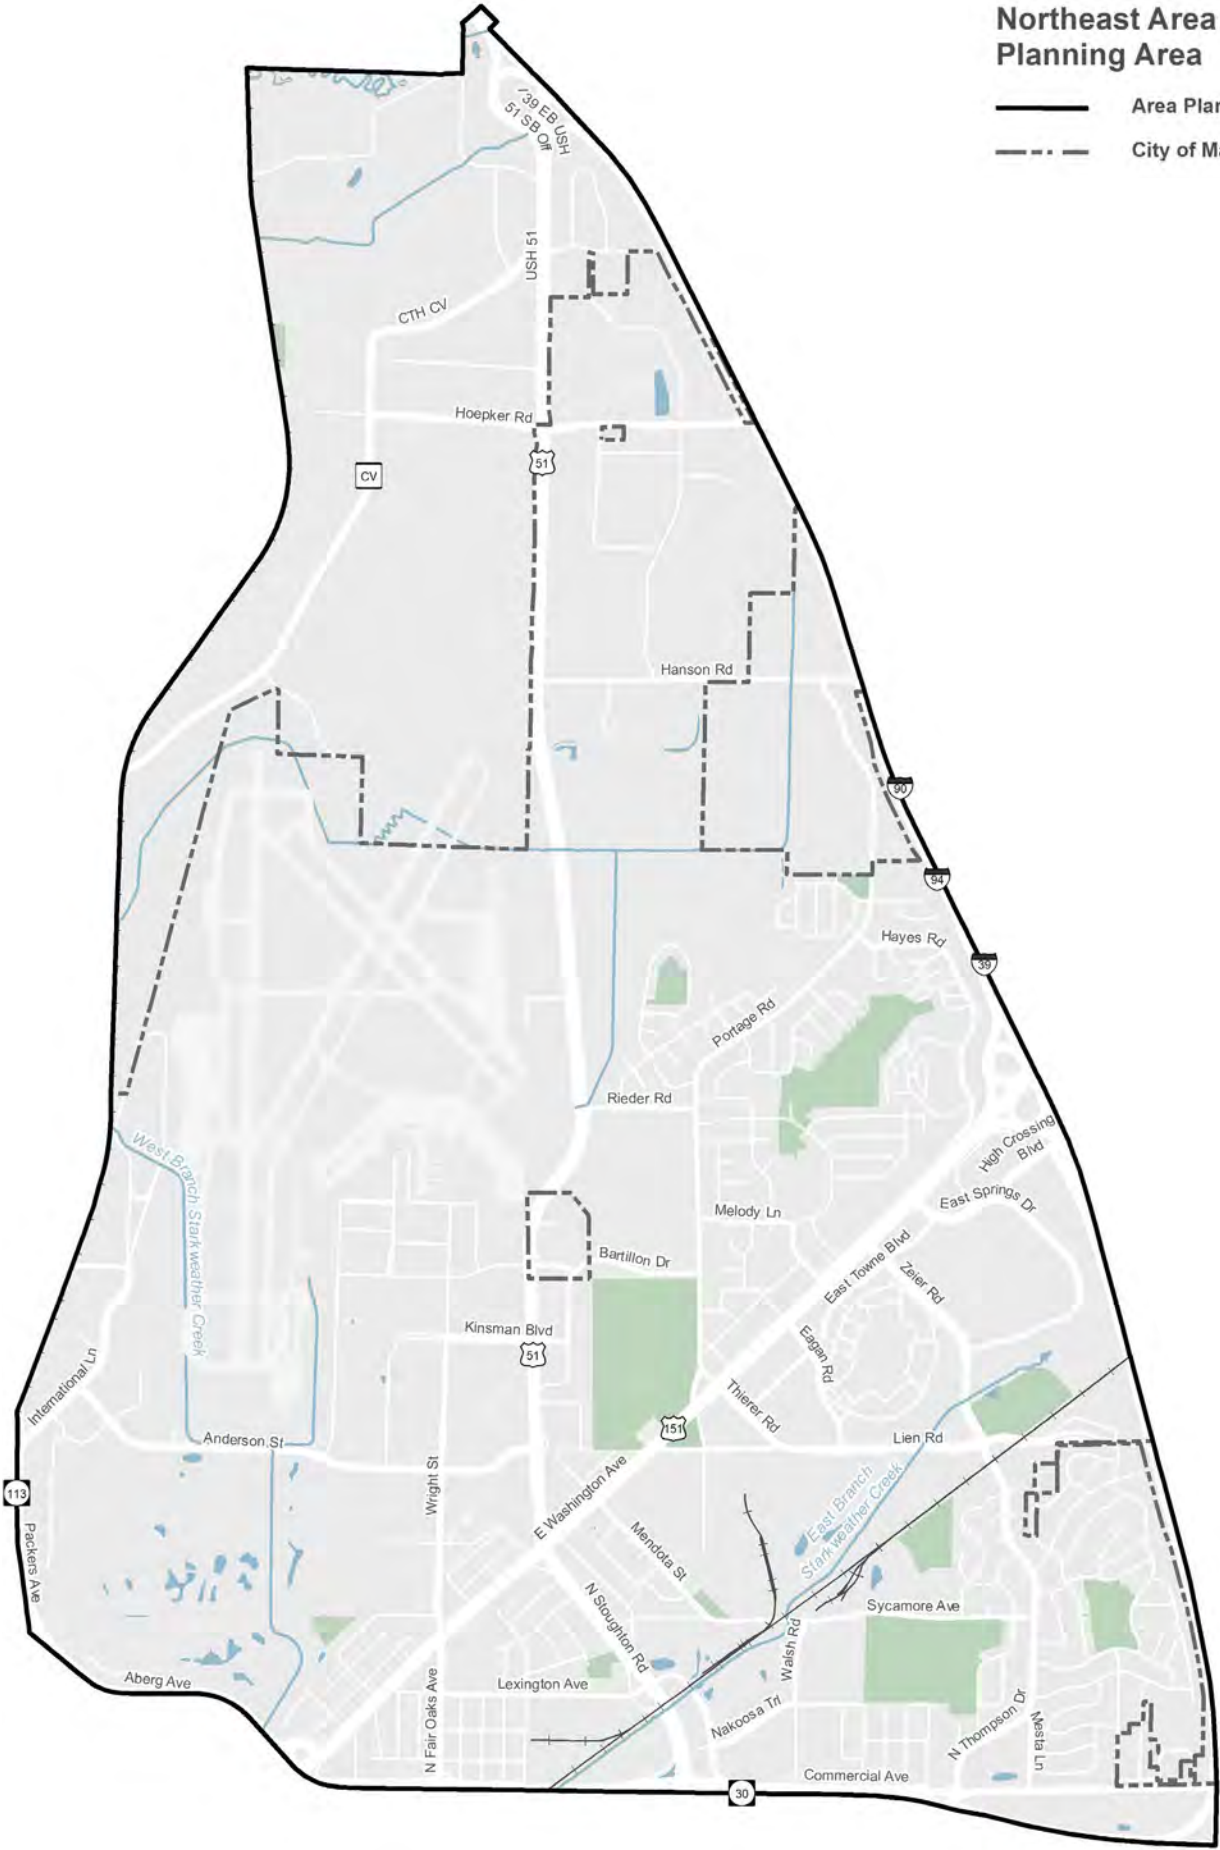 Northeast Area
Planning Area
Area Plan
City of Ma
/39 EB USH
51 SB Off
USH 51
CTH CV
Hoepker Rd
51
CV
Hanson Rd
90
94
Hayes Rd
39
Portage Rd
Rieder Rd
High Crossing
Blvd
West Branch Starkweather Creek
East Springs Dr
Melody Ln
Bartillon Dr
East Towne Blvd
Zeier Rd
Kinsman Blvd
51
Eagan Rd
International Ln
Thierer Rd
151
Anderson St
Lien Rd
Wright St
E Washington Ave
East Branch
Starkweather Creek
113
Packers Ave
Mendota St
N Stoughton Rd
Sycamore Ave
Walsh Rd
Aberg Ave
Lexington Ave
N Fair Oaks Ave
Nakoosa Trl
N Thompson Dr
Mesta Ln
Commercial Ave
30